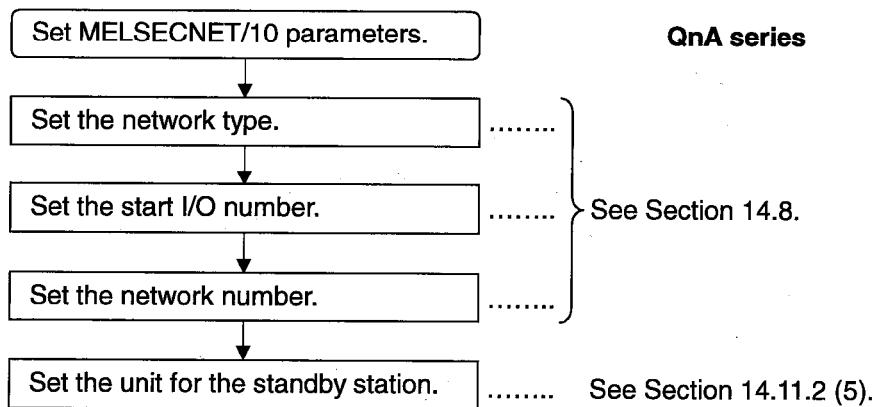 Set MELSECNET/10 parameters.
QnA series
Set the network type. ........
Set the start I/O number. ........ See Section 14.8.
Set the network number. ........
Set the unit for the standby station. ........ See Section 14.11.2 (5).